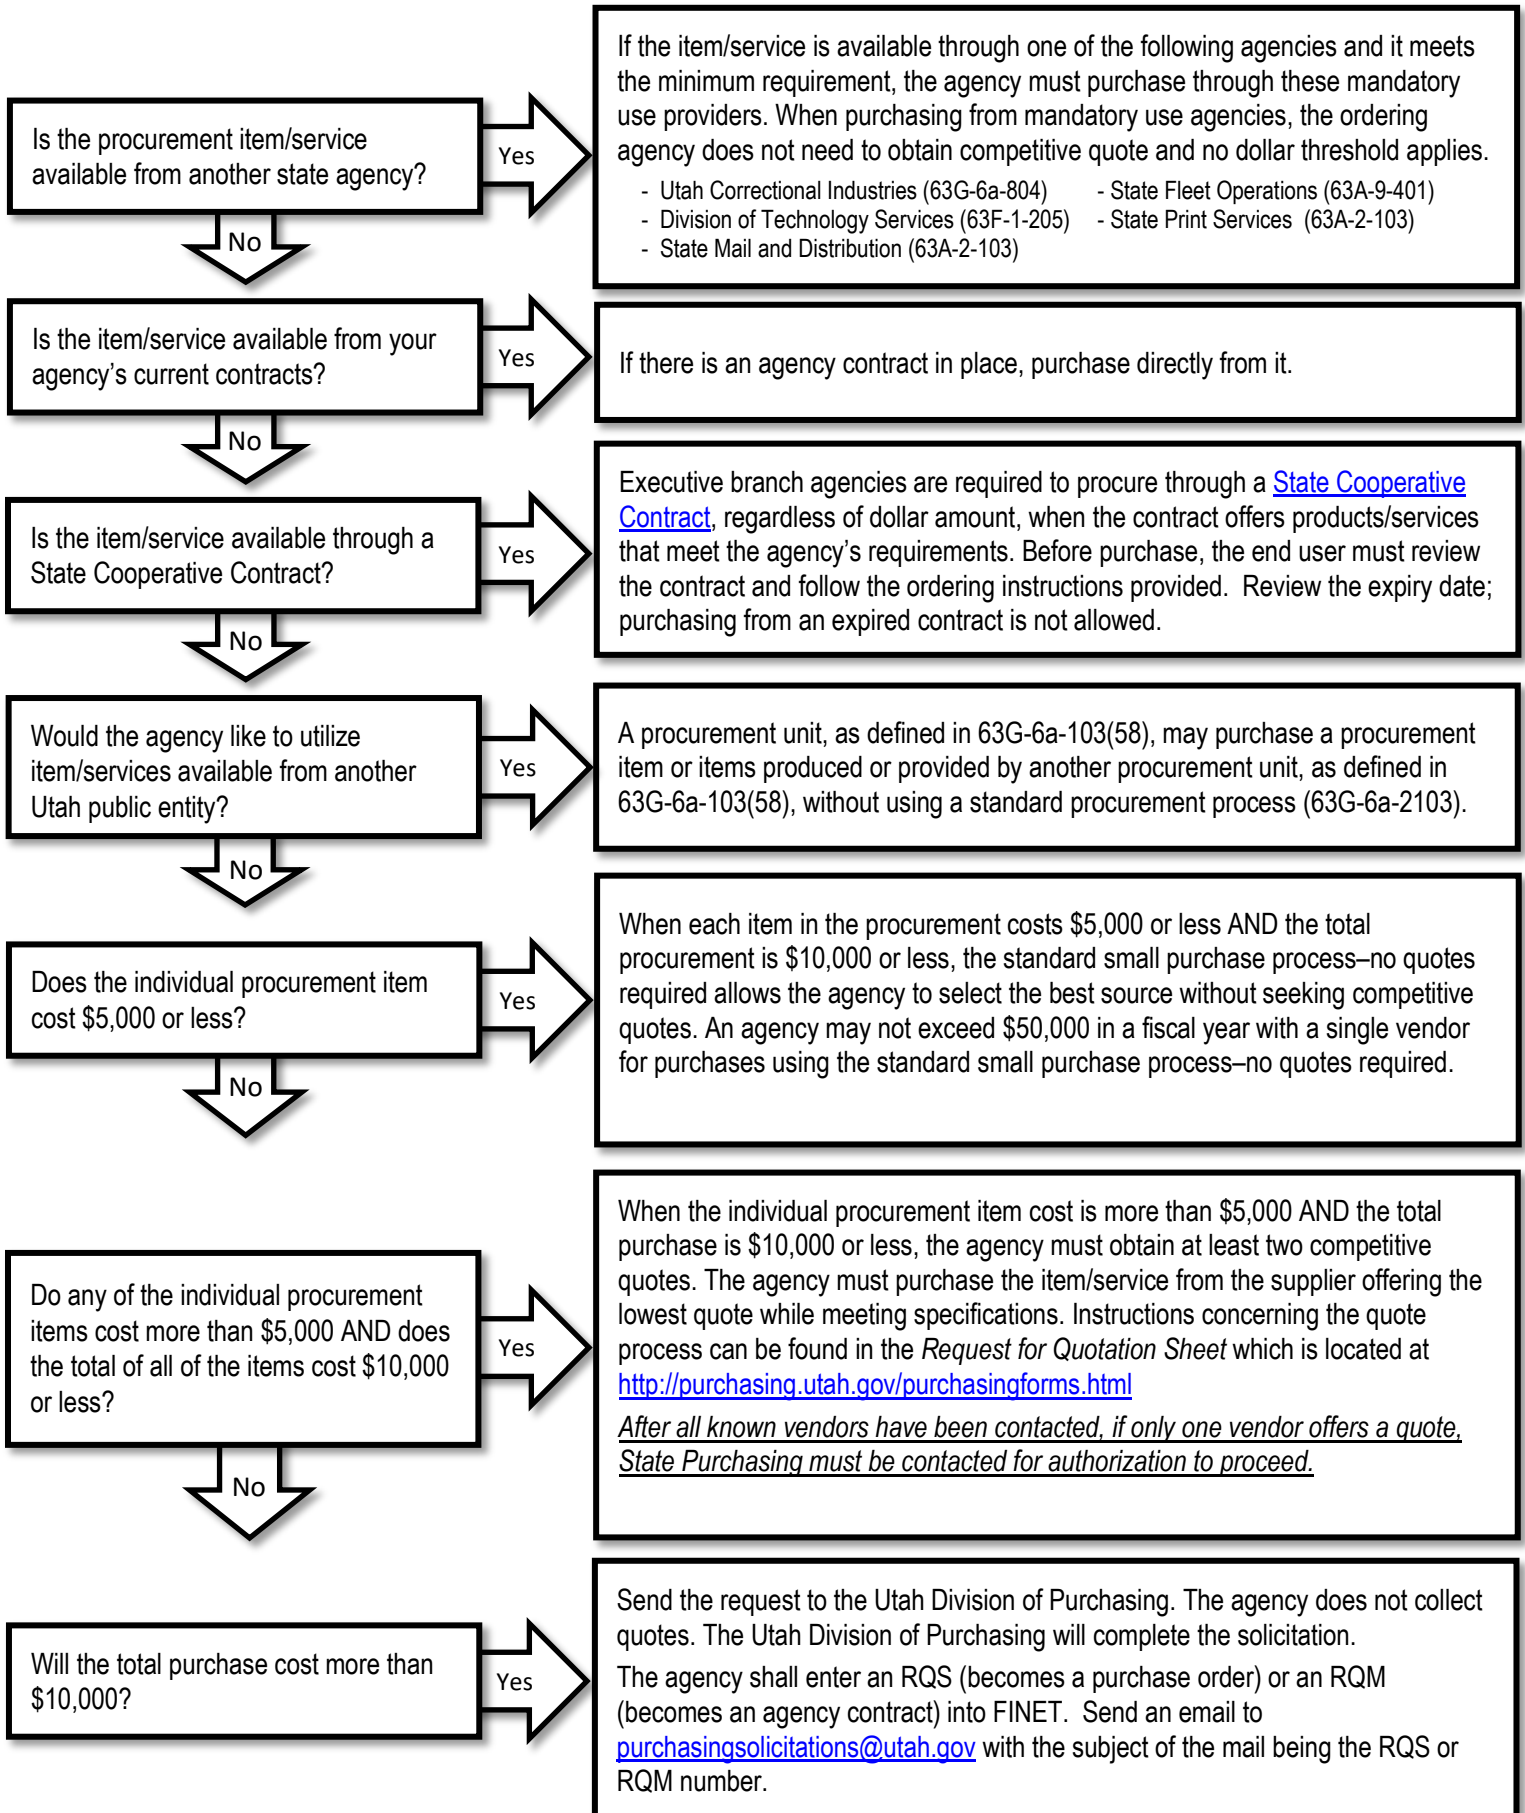 Is the procurement item/service
available from another state agency?
Yes
If the item/service is available through one of the following agencies and it meets
the minimum requirement, the agency must purchase through these mandatory
use providers. When purchasing from mandatory use agencies, the ordering
agency does not need to obtain competitive quote and no dollar threshold applies.
- Utah Correctional Industries (63G-6a-804) - State Fleet Operations (63A-9-401)
- Division of Technology Services (63F-1-205) - State Print Services (63A-2-103)
- State Mail and Distribution (63A-2-103)
No
Is the item/service available from your
agency’s current contracts?
Yes
If there is an agency contract in place, purchase directly from it.
No
Is the item/service available through a
State Cooperative Contract?
Yes
Executive branch agencies are required to procure through a State Cooperative
Contract, regardless of dollar amount, when the contract offers products/services
that meet the agency’s requirements. Before purchase, the end user must review
the contract and follow the ordering instructions provided. Review the expiry date;
purchasing from an expired contract is not allowed.
No
Would the agency like to utilize
item/services available from another
Utah public entity?
Yes
A procurement unit, as defined in 63G-6a-103(58), may purchase a procurement
item or items produced or provided by another procurement unit, as defined in
63G-6a-103(58), without using a standard procurement process (63G-6a-2103).
No
Does the individual procurement item
cost $5,000 or less?
Yes
When each item in the procurement costs $5,000 or less AND the total
procurement is $10,000 or less, the standard small purchase process–no quotes
required allows the agency to select the best source without seeking competitive
quotes. An agency may not exceed $50,000 in a fiscal year with a single vendor
for purchases using the standard small purchase process–no quotes required.
No
Do any of the individual procurement
items cost more than $5,000 AND does
the total of all of the items cost $10,000
or less?
Yes
When the individual procurement item cost is more than $5,000 AND the total
purchase is $10,000 or less, the agency must obtain at least two competitive
quotes. The agency must purchase the item/service from the supplier offering the
lowest quote while meeting specifications. Instructions concerning the quote
process can be found in the Request for Quotation Sheet which is located at
http://purchasing.utah.gov/purchasingforms.html
After all known vendors have been contacted, if only one vendor offers a quote,
State Purchasing must be contacted for authorization to proceed.
No
Will the total purchase cost more than
$10,000?
Yes
Send the request to the Utah Division of Purchasing. The agency does not collect
quotes. The Utah Division of Purchasing will complete the solicitation.
The agency shall enter an RQS (becomes a purchase order) or an RQM
(becomes an agency contract) into FINET. Send an email to
purchasingsolicitations@utah.gov with the subject of the mail being the RQS or
RQM number.